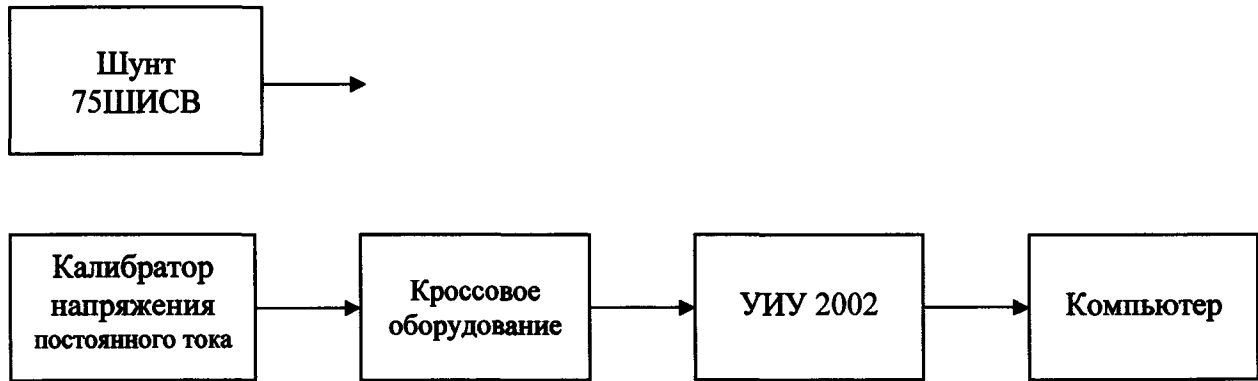 Шунт
75ШИСВ
Калибратор
напряжения
постоянного тока
Кроссовое
оборудование
УИУ 2002
Компьютер